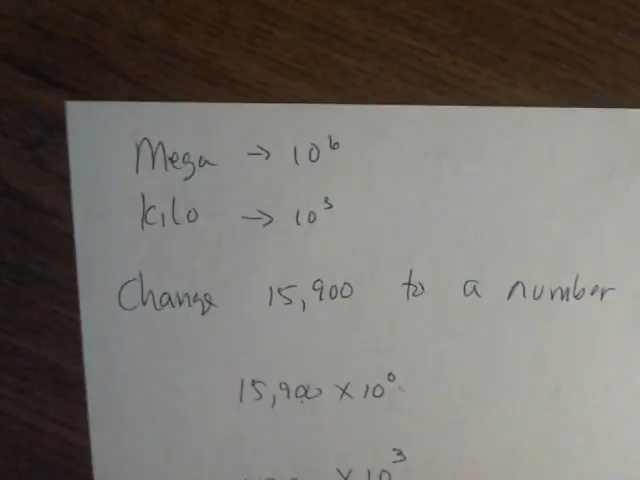 Mega → 10⁶
Kilo → 10³
Change 15,900 to a number
15,900 × 10⁰
× 10³